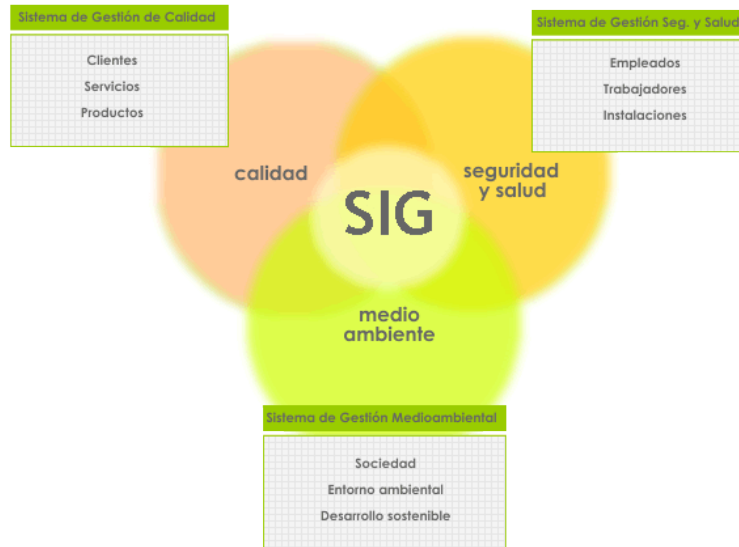 Sistema de Gestión de Calidad
Clientes
Servicios
Productos
Sistema de Gestión Seg. y Salud
Empleados
Trabajadores
Instalaciones
calidad
seguridad
y salud
SIG
medio
ambiente
Sistema de Gestión Medioambiental
Sociedad
Entorno ambiental
Desarrollo sostenible